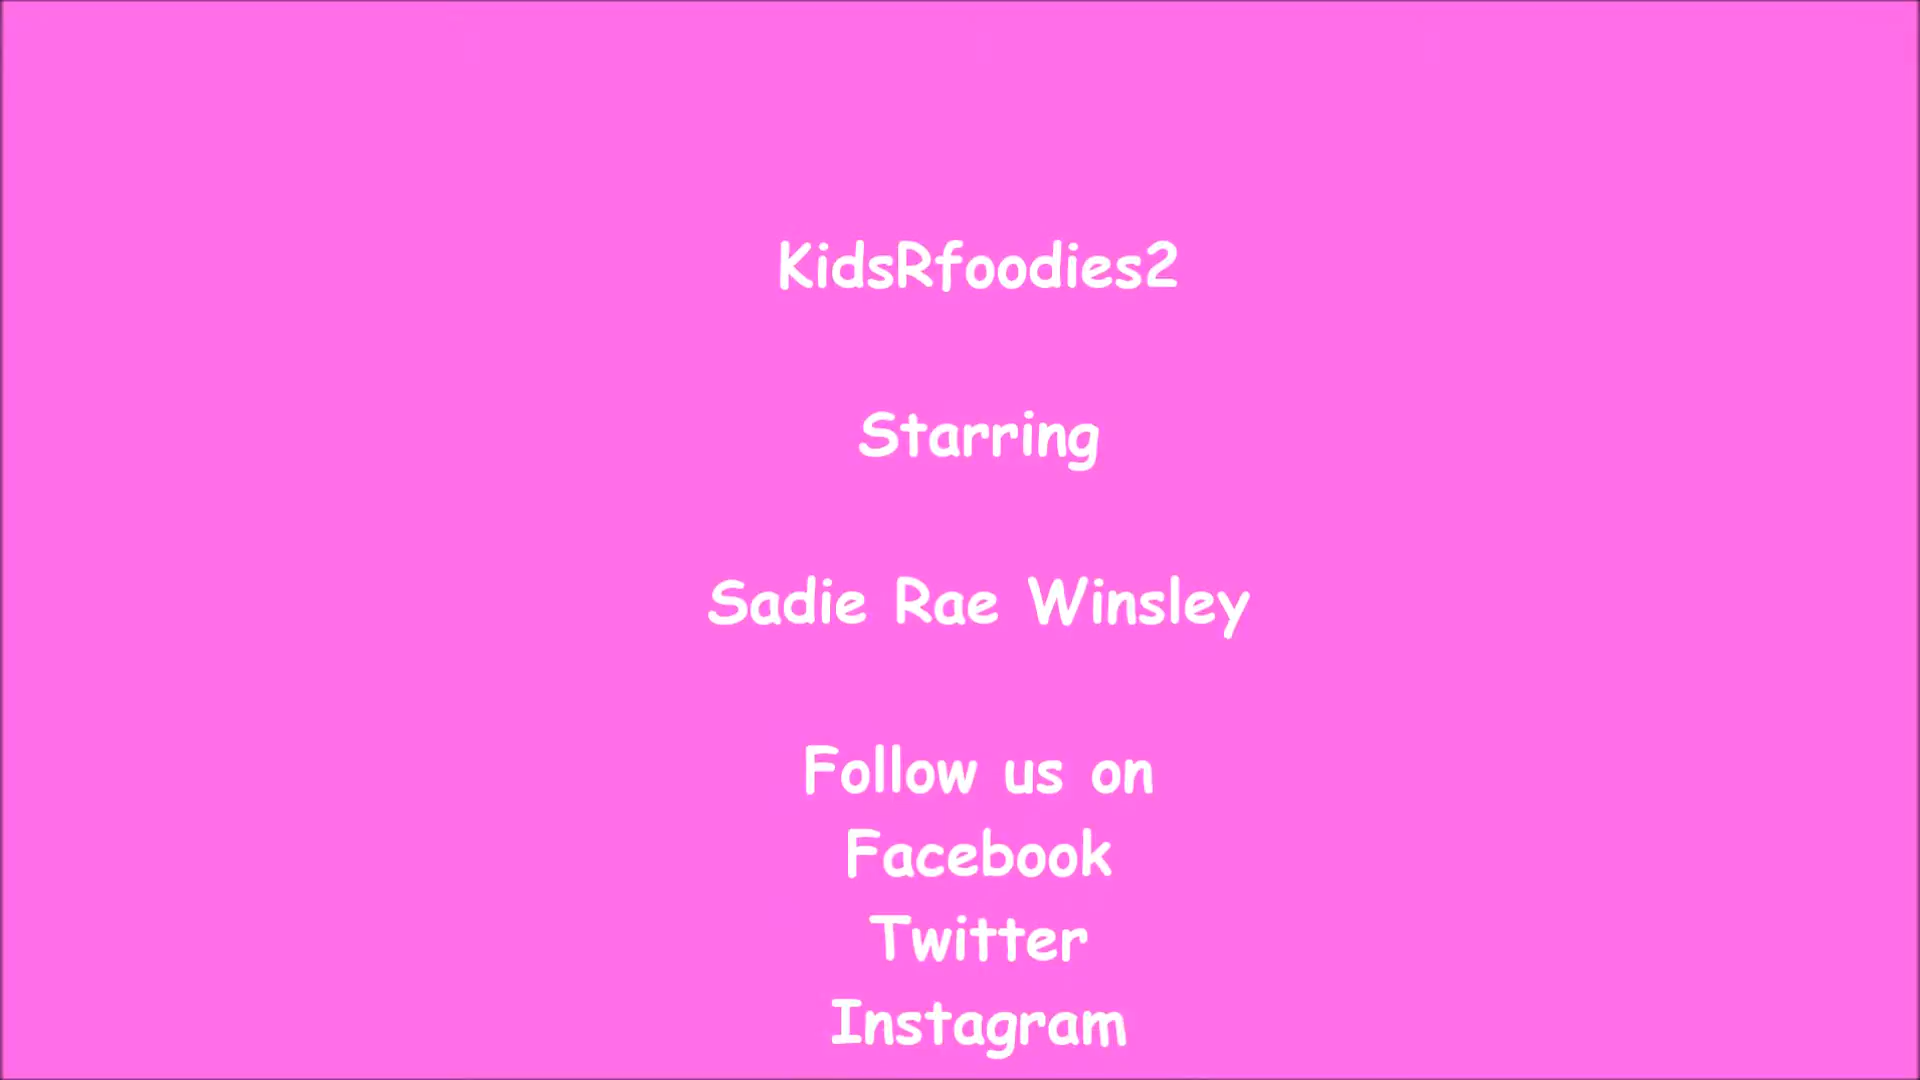 KidsRfoodies2
Starring
Sadie Rae Winsley
Follow us on
Facebook
Twitter
Instagram